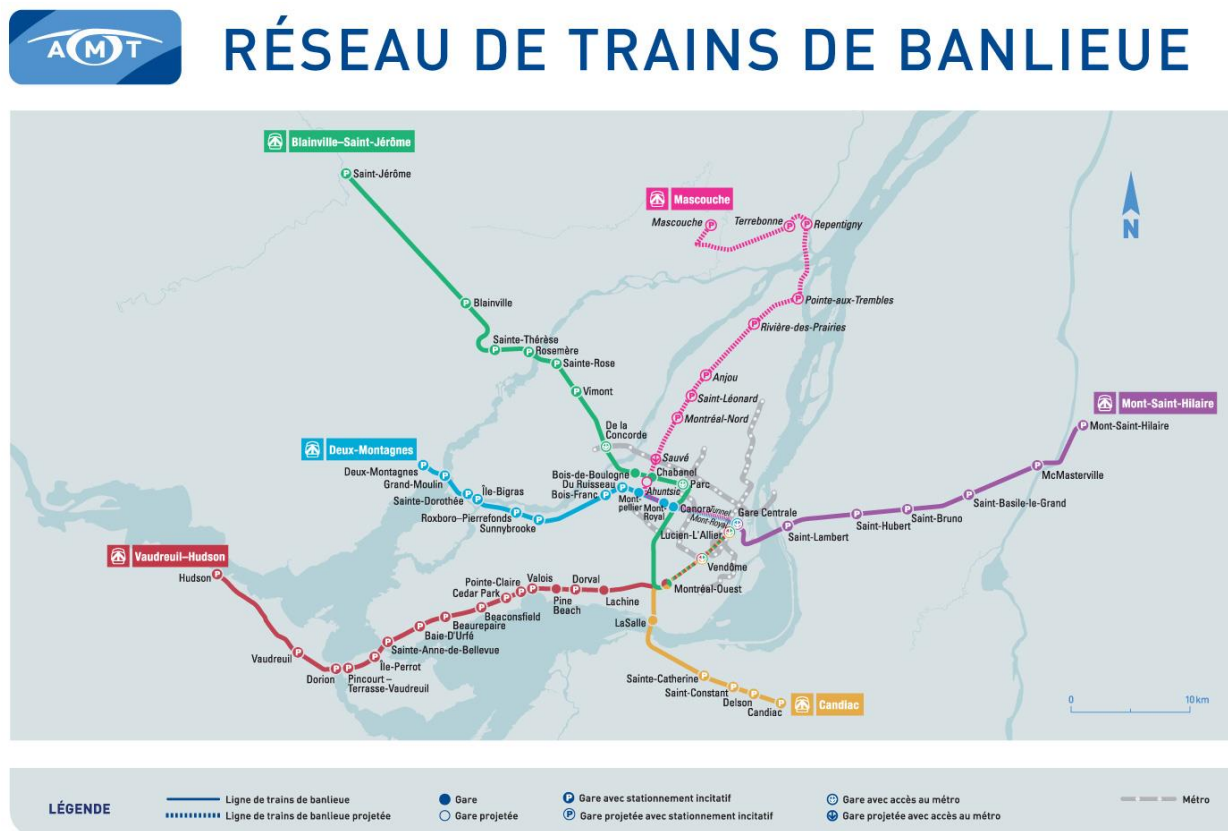 AMT
RÉSEAU DE TRAINS DE BANLIEUE
Blainville–Saint-Jérôme
Saint-Jérôme
Mascouche
Mascouche
Terrebonne
Repentigny
N
Blainville
Pointe-aux-Trembles
Rivière-des-Prairies
Sainte-Thérèse
Rosemère
Sainte-Rose
Vimont
Anjou
Saint-Léonard
Montréal-Nord
Mont-Saint-Hilaire
Mont-Saint-Hilaire
De la
Concorde
Deux-Montagnes
Deux-Montagnes
Grand-Moulin
Sainte-Dorothée
Île-Bigras
Roxboro–Pierrefonds
Sunnybrooke
Sauvé
Bois-de-Boulogne
Chabanel
Du Ruisseau
Parc
Bois-Franc
Ahuntsic
Mont-
pellier
Mont-
Royal
Canora
Tunnel
Mont-Royal
Gare Centrale
Lucien-L'Allier
McMasterville
Saint-Basile-le-Grand
Saint-Bruno
Saint-Hubert
Saint-Lambert
Vaudreuil–Hudson
Hudson
Vendôme
Montréal-Ouest
Pointe-Claire
Cedar Park
Valois
Pine
Beach
Dorval
Lachine
Beaconsfield
Beaurepaire
Baie-D'Urfé
Sainte-Anne-de-Bellevue
Île-Perrot
Vaudreuil
Dorion
Pincourt –
Terrasse-Vaudreuil
LaSalle
Sainte-Catherine
Saint-Constant
Delson
Candiac
Candiac
0
10 km
LÉGENDE
Ligne de trains de banlieue
Ligne de trains de banlieue projetée
Gare
Gare projetée
P Gare avec stationnement incitatif
P Gare projetée avec stationnement incitatif
Gare avec accès au métro
Gare projetée avec accès au métro
Métro